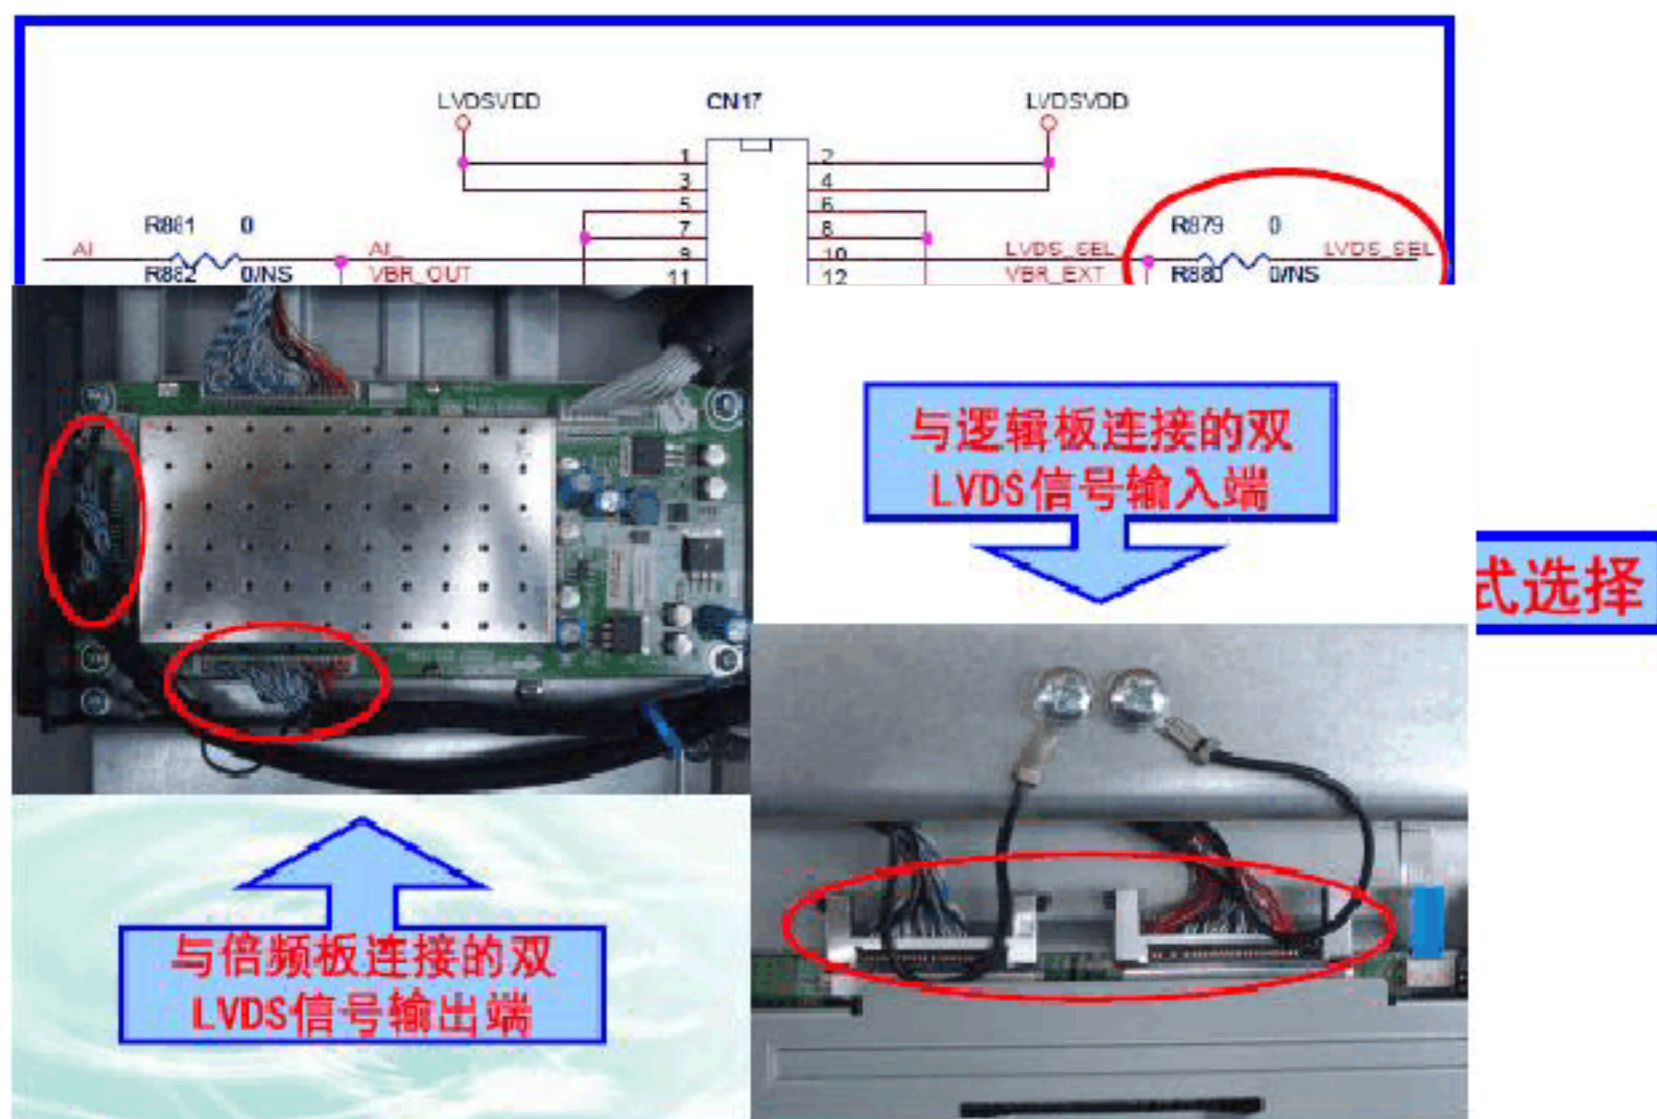 LVDSVDD CN17 LVDSVDD
1 2
3 4
5 6
R881 0 7 8 R879 0
AI AI_ 9 10 LVDS_SEL LVDS_SEL
R882 0/NS VBR_OUT 11 12 VBR_EXT R880 0/NS
与逻辑板连接的双
LVDS信号输入端
式选择
与倍频板连接的双
LVDS信号输出端